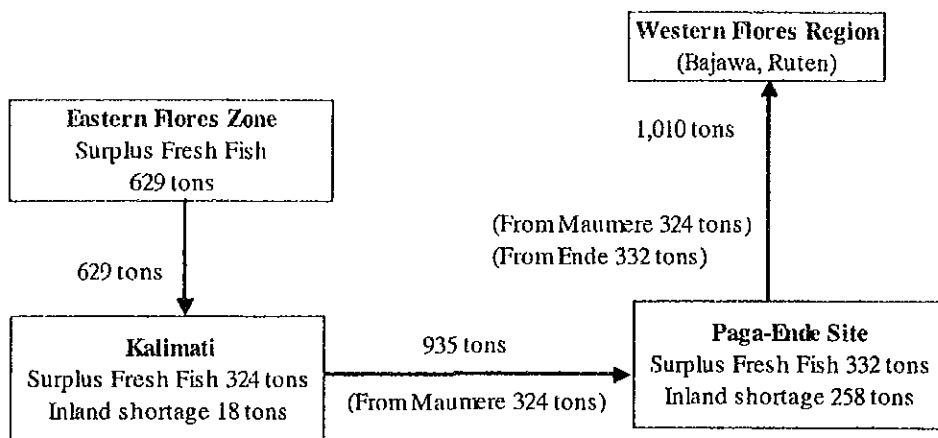 Western Flores Region
(Bajawa, Ruten)
1,010 tons
Eastern Flores Zone
Surplus Fresh Fish
629 tons
(From Maumere 324 tons)
(From Ende 332 tons)
629 tons
Kalimati
Surplus Fresh Fish 324 tons
Inland shortage 18 tons
935 tons
(From Maumere 324 tons)
Paga-Ende Site
Surplus Fresh Fish 332 tons
Inland shortage 258 tons